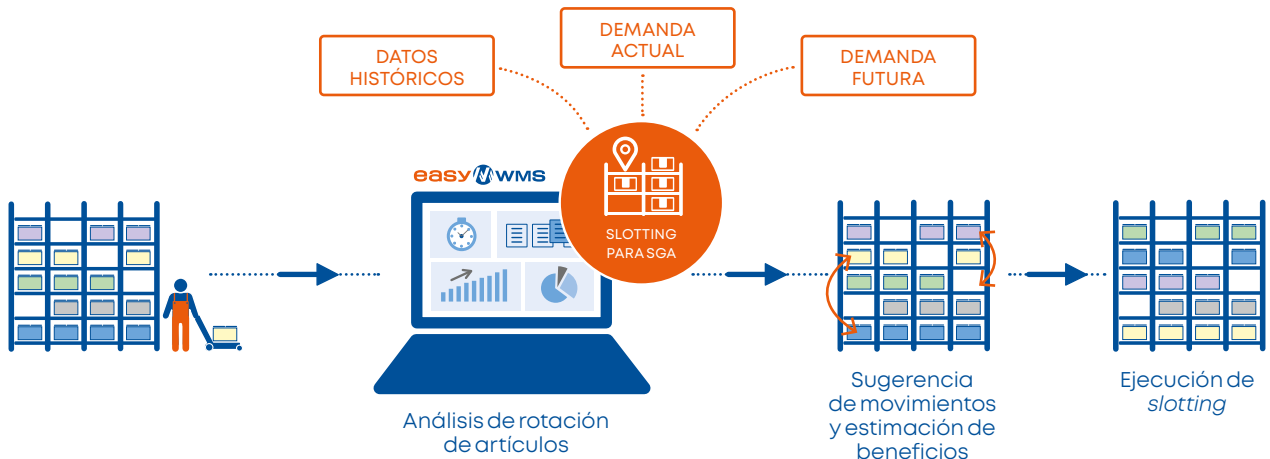 DATOS
HISTÓRICOS
DEMANDA
ACTUAL
DEMANDA
FUTURA
easy WMS
SLOTTING
PARA SGA
Análisis de rotación
de artículos
Sugerencia
de movimientos
y estimación de
beneficios
Ejecución de
slotting